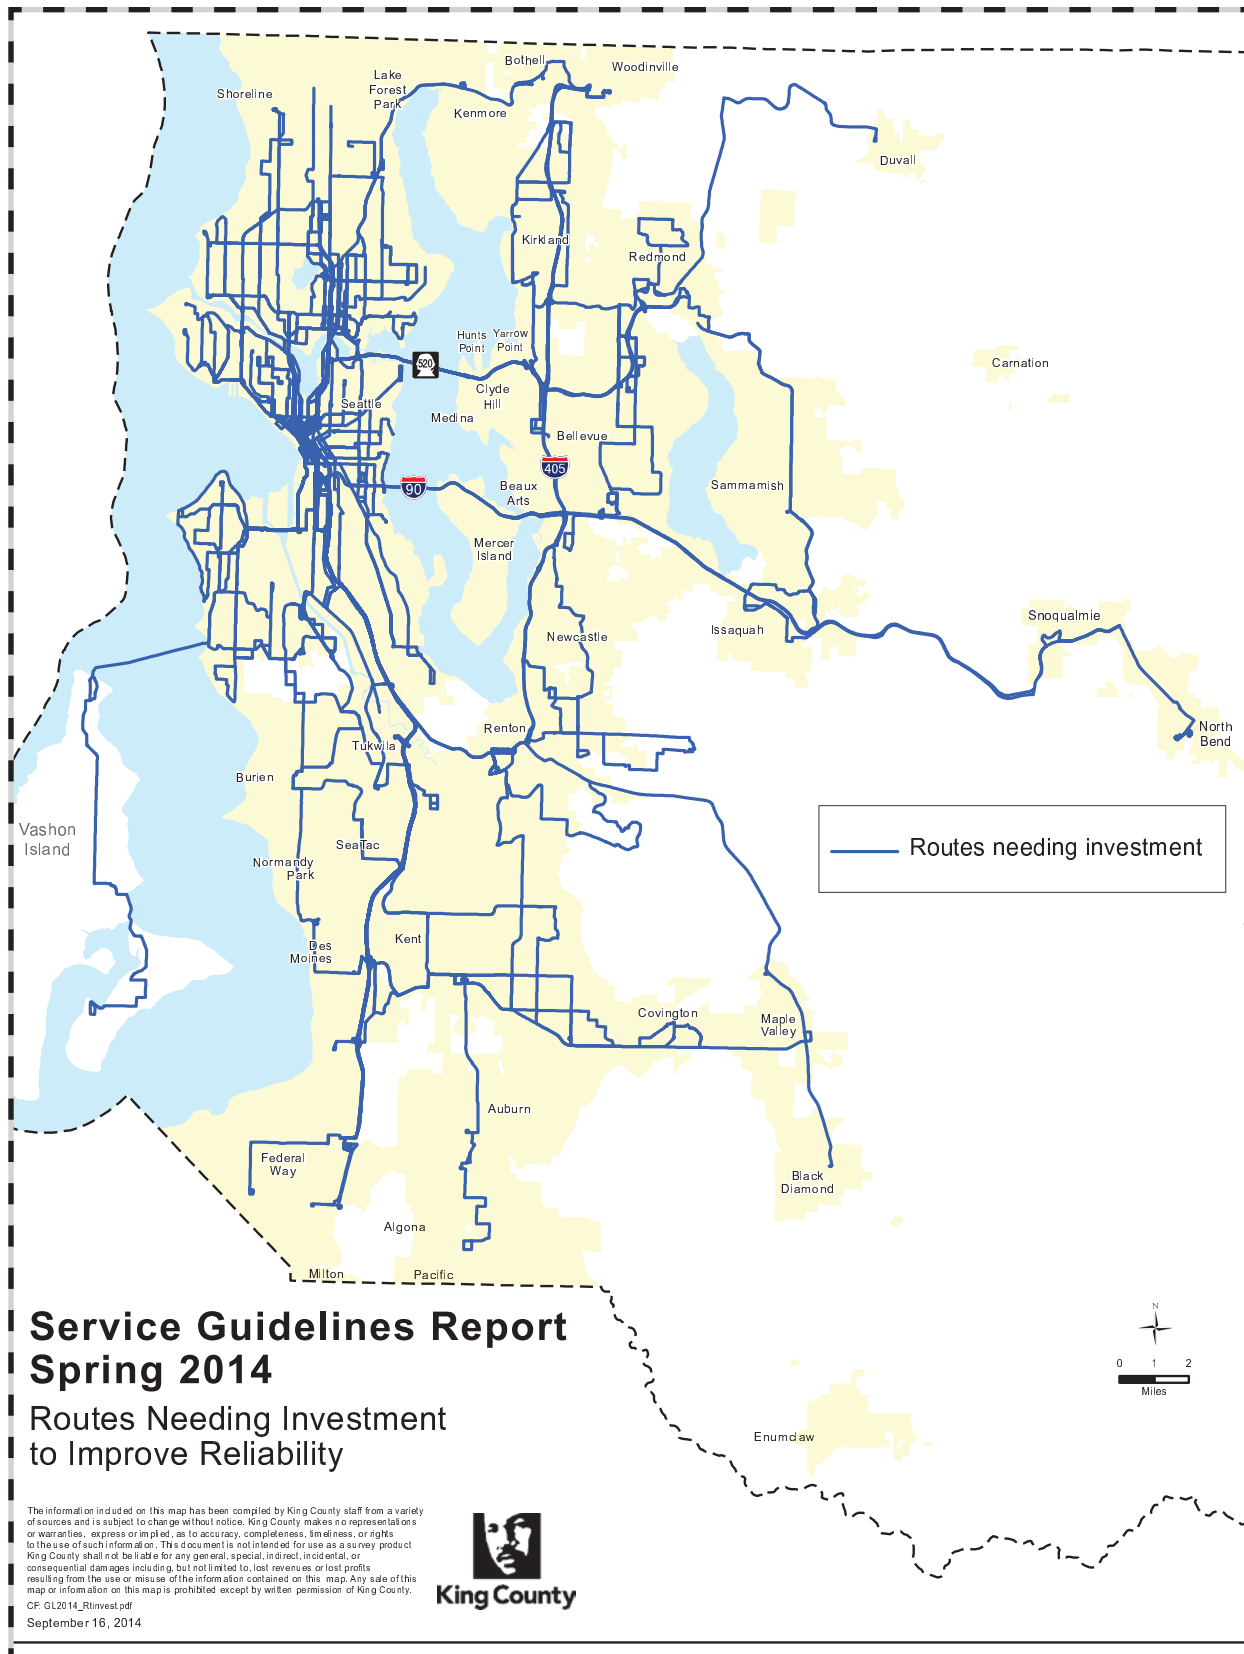 Bothell
Woodinville
Lake
Forest
Park
Shoreline
Kenmore
Duvall
Kirkland
Redmond
Hunts
Point
Yarrow
Point
520
Carnation
Clyde
Hill
Seattle
Medina
Bellevue
405
90
Beaux
Arts
Sammamish
Mercer
Island
Snoqualmie
Issaquah
Newcastle
Renton
North
Bend
Tukwila
Burien
Vashon
Island
Routes needing investment
SeaTac
Normandy
Park
Kent
Des
Moines
Covington
Maple
Valley
Auburn
Federal
Way
Black
Diamond
Algona
Milton
Pacific
Service Guidelines Report
Spring 2014
Routes Needing Investment
to Improve Reliability
N
0 1 2
Miles
Enumclaw
The information included on this map has been compiled by King County staff from a variety
of sources and is subject to change without notice. King County makes no representations
or warranties, express or implied, as to accuracy, completeness, timeliness, or rights
to the use of such information. This document is not intended for use as a survey product
King County shall not be liable for any general, special, indirect, incidental, or
consequential damages including, but not limited to, lost revenues or lost profits
resulting from the use or misuse of the information contained on this map. Any sale of this
map or information on this map is prohibited except by written permission of King County.
CF: GL2014_RtInvest.pdf
September 16, 2014
King County